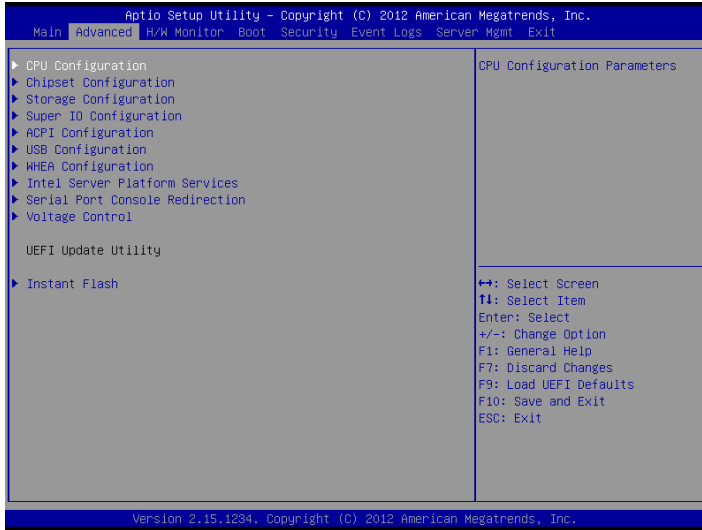 Aptio Setup Utility – Copyright (C) 2012 American Megatrends, Inc.
Main Advanced H/W Monitor Boot Security Event Logs Server Mgmt Exit
▶ CPU Configuration
▶ Chipset Configuration
▶ Storage Configuration
▶ Super IO Configuration
▶ ACPI Configuration
▶ USB Configuration
▶ WHEA Configuration
▶ Intel Server Platform Services
▶ Serial Port Console Redirection
▶ Voltage Control
UEFI Update Utility
▶ Instant Flash
CPU Configuration Parameters
↔: Select Screen
↑↓: Select Item
Enter: Select
+/-: Change Option
F1: General Help
F7: Discard Changes
F9: Load UEFI Defaults
F10: Save and Exit
ESC: Exit
Version 2.15.1234. Copyright (C) 2012 American Megatrends, Inc.